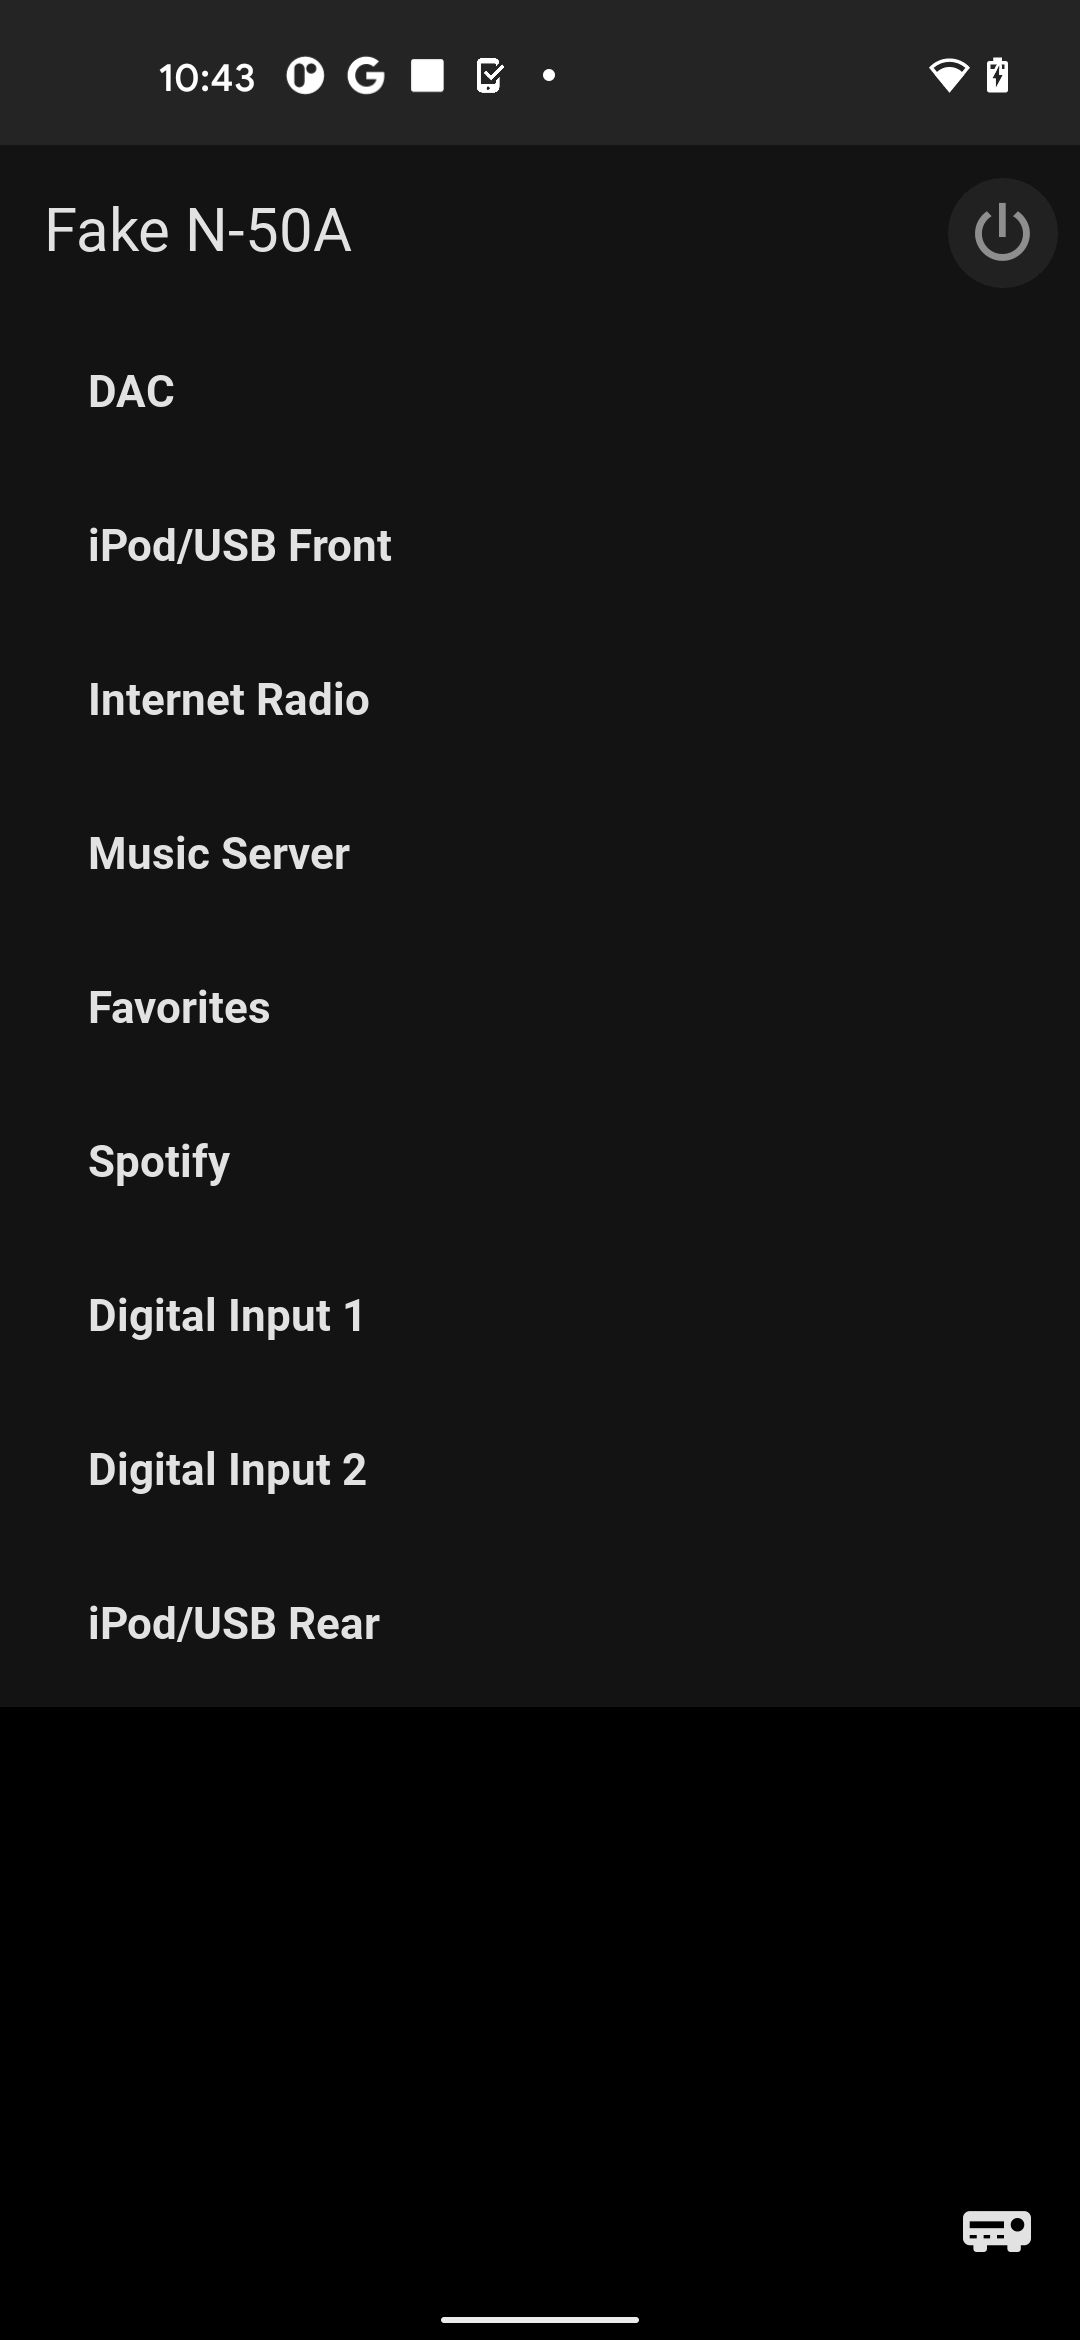 10:43
Fake N-50A
DAC
iPod/USB Front
Internet Radio
Music Server
Favorites
Spotify
Digital Input 1
Digital Input 2
iPod/USB Rear